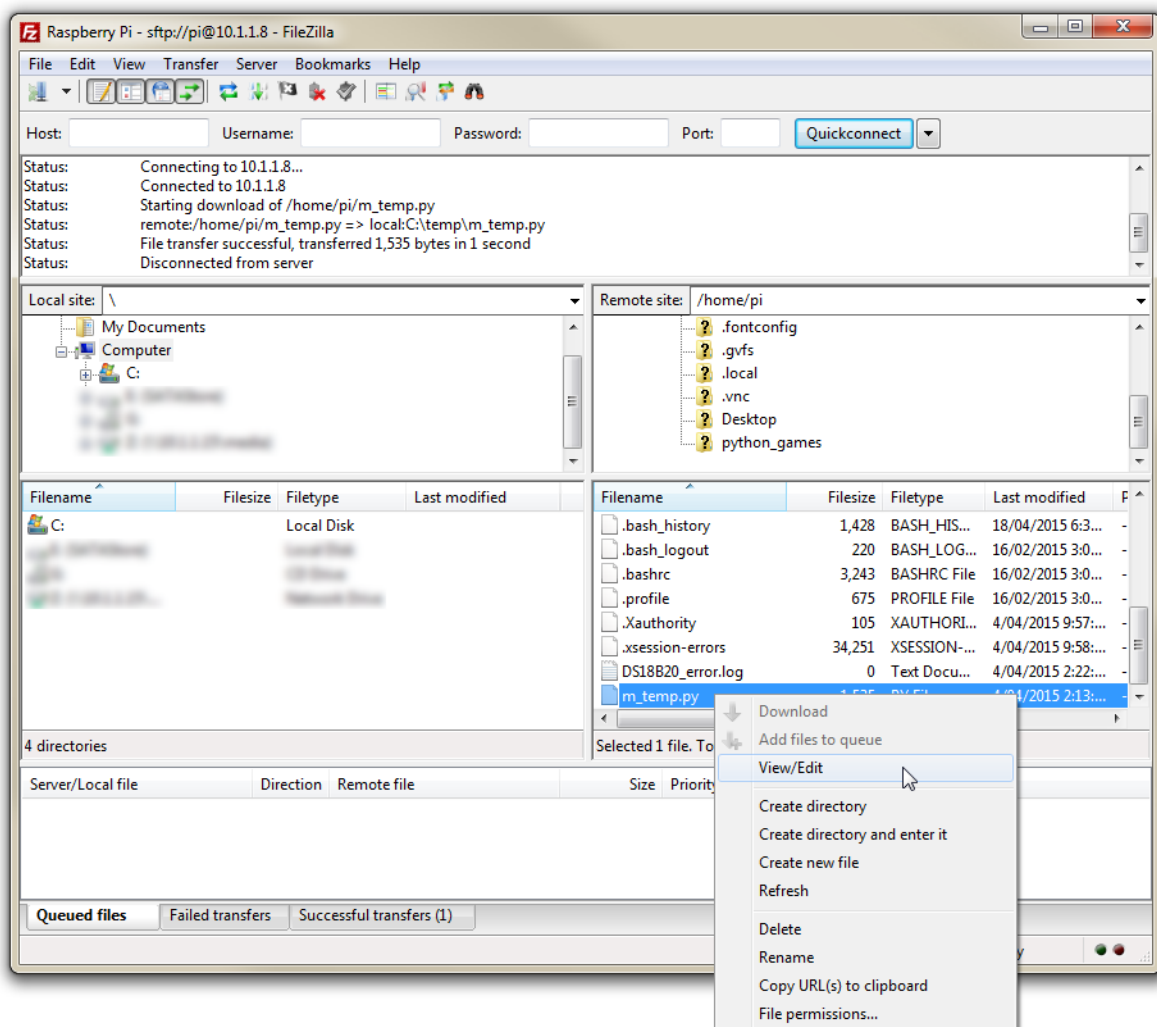 Raspberry Pi - sftp://pi@10.1.1.8 - FileZilla
File Edit View Transfer Server Bookmarks Help
Host: Username: Password: Port: Quickconnect
Status: Connecting to 10.1.1.8...
Status: Connected to 10.1.1.8
Status: Starting download of /home/pi/m_temp.py
Status: remote:/home/pi/m_temp.py => local:C:\temp\m_temp.py
Status: File transfer successful, transferred 1,535 bytes in 1 second
Status: Disconnected from server
Local site: \
My Documents
Computer
C:
Remote site: /home/pi
.fontconfig
.gvfs
.local
.vnc
Desktop
python_games
Filename Filesize Filetype Last modified
C: Local Disk
4 directories
Filename Filesize Filetype Last modified P
.bash_history 1,428 BASH_HIS... 18/04/2015 6:3... -
.bash_logout 220 BASH_LOG... 16/02/2015 3:0... -
.bashrc 3,243 BASHRC File 16/02/2015 3:0... -
.profile 675 PROFILE File 16/02/2015 3:0... -
.Xauthority 105 XAUTHORI... 4/04/2015 9:57:... -
.xsession-errors 34,251 XSESSION-... 4/04/2015 9:58:... -
DS18B20_error.log 0 Text Docu... 4/04/2015 2:22:... -
m_temp.py 1,535 PY File 4/04/2015 2:13:... -
Selected 1 file. To
Download
Add files to queue
View/Edit
Create directory
Create directory and enter it
Create new file
Refresh
Delete
Rename
Copy URL(s) to clipboard
File permissions...
Server/Local file Direction Remote file Size Priority
Queued files Failed transfers Successful transfers (1)